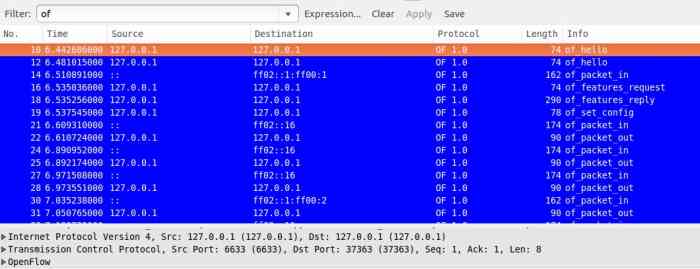 Filter: of Expression... Clear Apply Save
No. Time Source Destination Protocol Length Info
10 6.442606000 127.0.0.1 127.0.0.1 OF 1.0 74 of_hello
12 6.481015000 127.0.0.1 127.0.0.1 OF 1.0 74 of_hello
14 6.510891000 :: ff02::1:ff00:1 OF 1.0 162 of_packet_in
16 6.535036000 127.0.0.1 127.0.0.1 OF 1.0 74 of_features_request
18 6.535256000 127.0.0.1 127.0.0.1 OF 1.0 290 of_features_reply
19 6.537545000 127.0.0.1 127.0.0.1 OF 1.0 78 of_set_config
21 6.609310000 :: ff02::16 OF 1.0 174 of_packet_in
22 6.610724000 127.0.0.1 127.0.0.1 OF 1.0 90 of_packet_out
24 6.890952000 :: ff02::16 OF 1.0 174 of_packet_in
25 6.892174000 127.0.0.1 127.0.0.1 OF 1.0 90 of_packet_out
27 6.971508000 :: ff02::16 OF 1.0 174 of_packet_in
28 6.973551000 127.0.0.1 127.0.0.1 OF 1.0 90 of_packet_out
30 7.035238000 :: ff02::1:ff00:2 OF 1.0 162 of_packet_in
31 7.050765000 127.0.0.1 127.0.0.1 OF 1.0 90 of_packet_out
Internet Protocol Version 4, Src: 127.0.0.1 (127.0.0.1), Dst: 127.0.0.1 (127.0.0.1)
Transmission Control Protocol, Src Port: 6633 (6633), Dst Port: 37363 (37363), Seq: 1, Ack: 1, Len: 8
OpenFlow